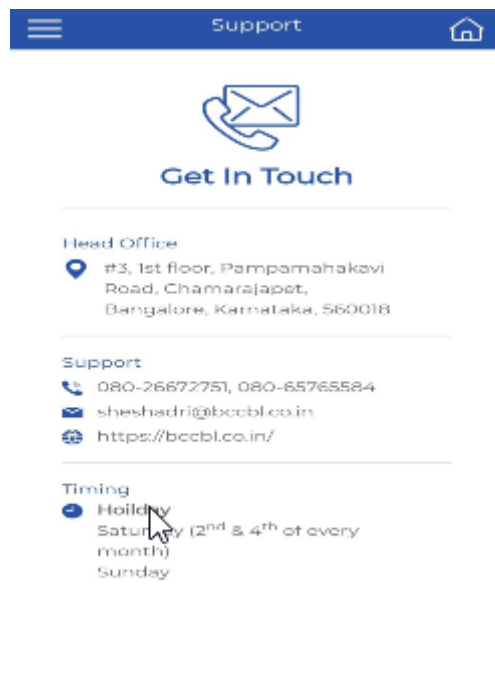 Support
Get In Touch
Head Office
#3, 1st floor, Pampamahakavi
Road, Chamarajapet,
Bangalore, Karnataka, 560018
Support
080-26672751, 080-65765584
sheshadri@bccbl.co.in
https://bccbl.co.in/
Timing
Hoilday
Saturday (2nd & 4th of every
month)
Sunday